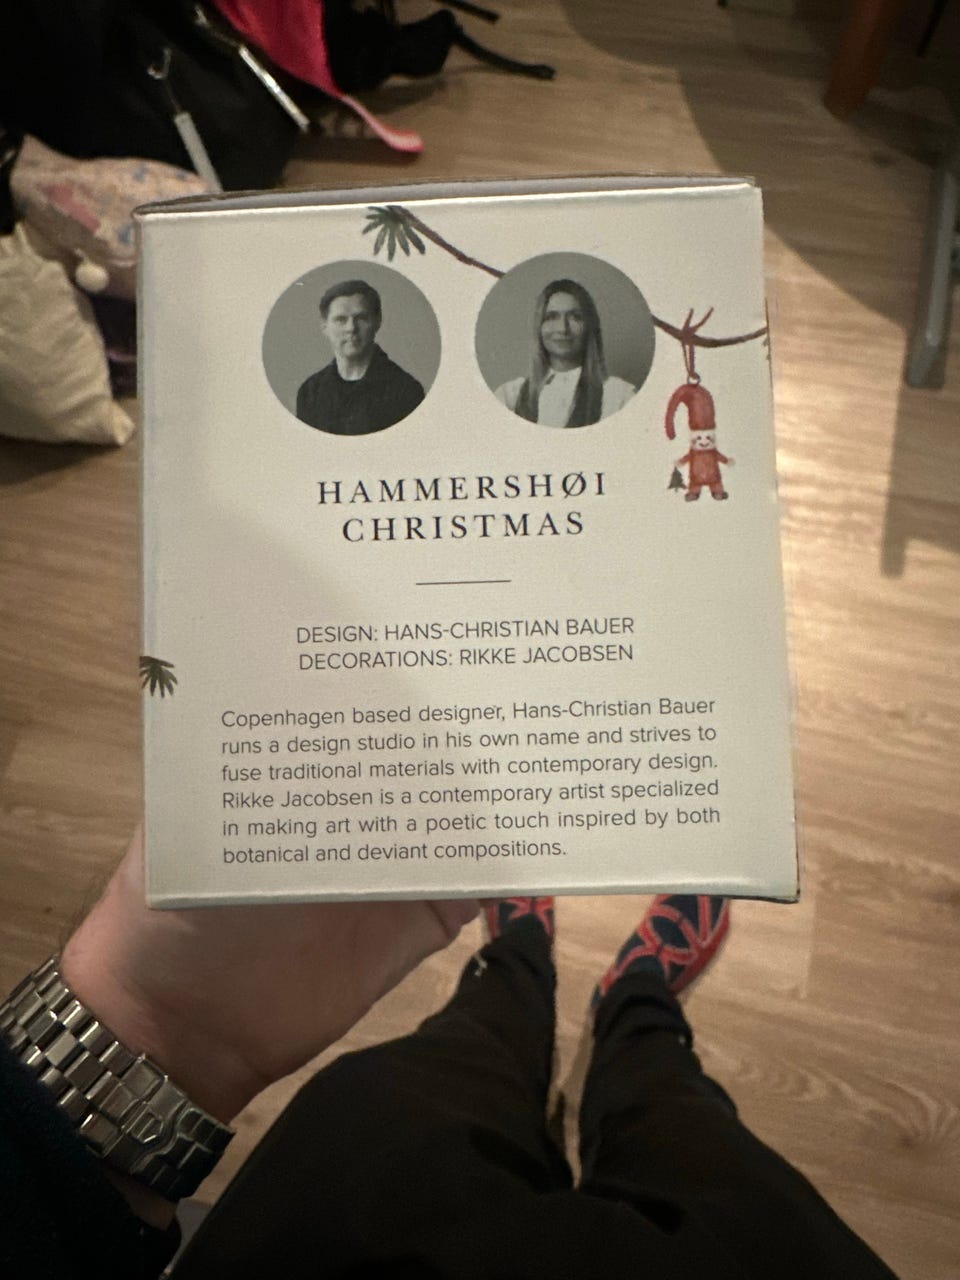 HAMMERSHØI
CHRISTMAS
DESIGN: HANS-CHRISTIAN BAUER
DECORATIONS: RIKKE JACOBSEN
Copenhagen based designer, Hans-Christian Bauer
runs a design studio in his own name and strives to
fuse traditional materials with contemporary design.
Rikke Jacobsen is a contemporary artist specialized
in making art with a poetic touch inspired by both
botanical and deviant compositions.